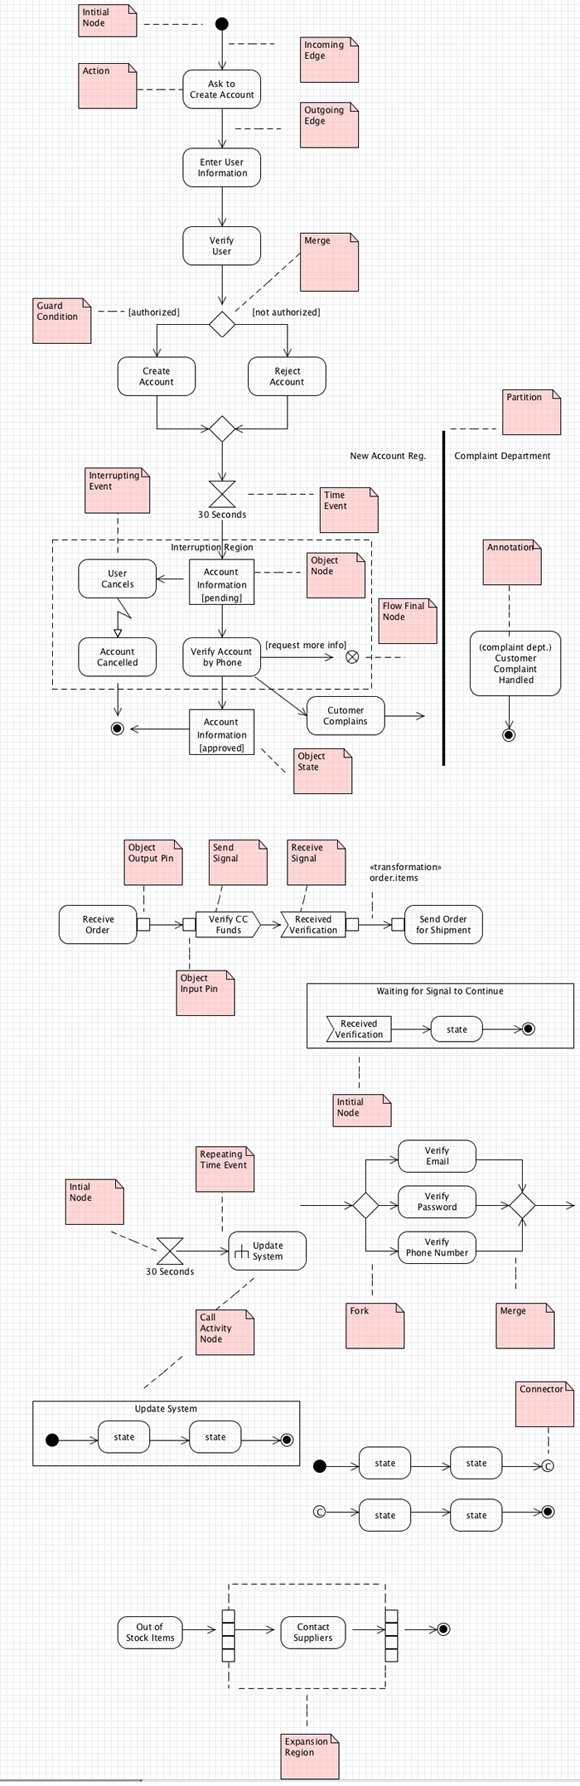 Intitial
Node
Incoming
Edge
Action
Ask to
Create Account
Outgoing
Edge
Enter User
Information
Verify
User
Merge
Guard
Condition
[authorized]
[not authorized]
Create
Account
Reject
Account
Partition
New Account Reg.
Complaint Department
Interrupting
Event
Time
Event
30 Seconds
Interruption Region
Annotation
User
Cancels
Account
Information
[pending]
Object
Node
Flow Final
Node
Account
Cancelled
Verify Account
by Phone
[request more info]
(complaint dept.)
Customer
Complaint
Handled
Cutomer
Complains
Account
Information
[approved]
Object
State
Object
Output Pin
Send
Signal
Receive
Signal
«transformation»
order.items
Receive
Order
Verify CC
Funds
Received
Verification
Send Order
for Shipment
Object
Input Pin
Waiting for Signal to Continue
Received
Verification
state
Intitial
Node
Repeating
Time Event
Verify
Email
Intial
Node
Verify
Password
Update
System
Verify
Phone Number
30 Seconds
Call
Activity
Node
Fork
Merge
Connector
Update System
state
state
state
state
C
C
state
state
Out of
Stock Items
Contact
Suppliers
Expansion
Region